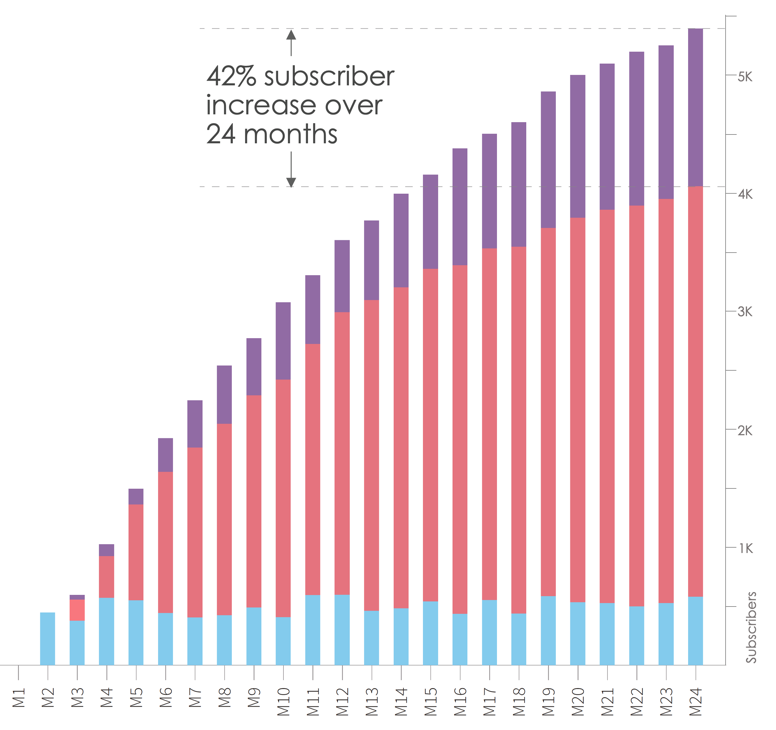 42% subscriber
increase over
24 months
5K
4K
3K
2K
1K
Subscribers
M1
M2
M3
M4
M5
M6
M7
M8
M9
M10
M11
M12
M13
M14
M15
M16
M17
M18
M19
M20
M21
M22
M23
M24